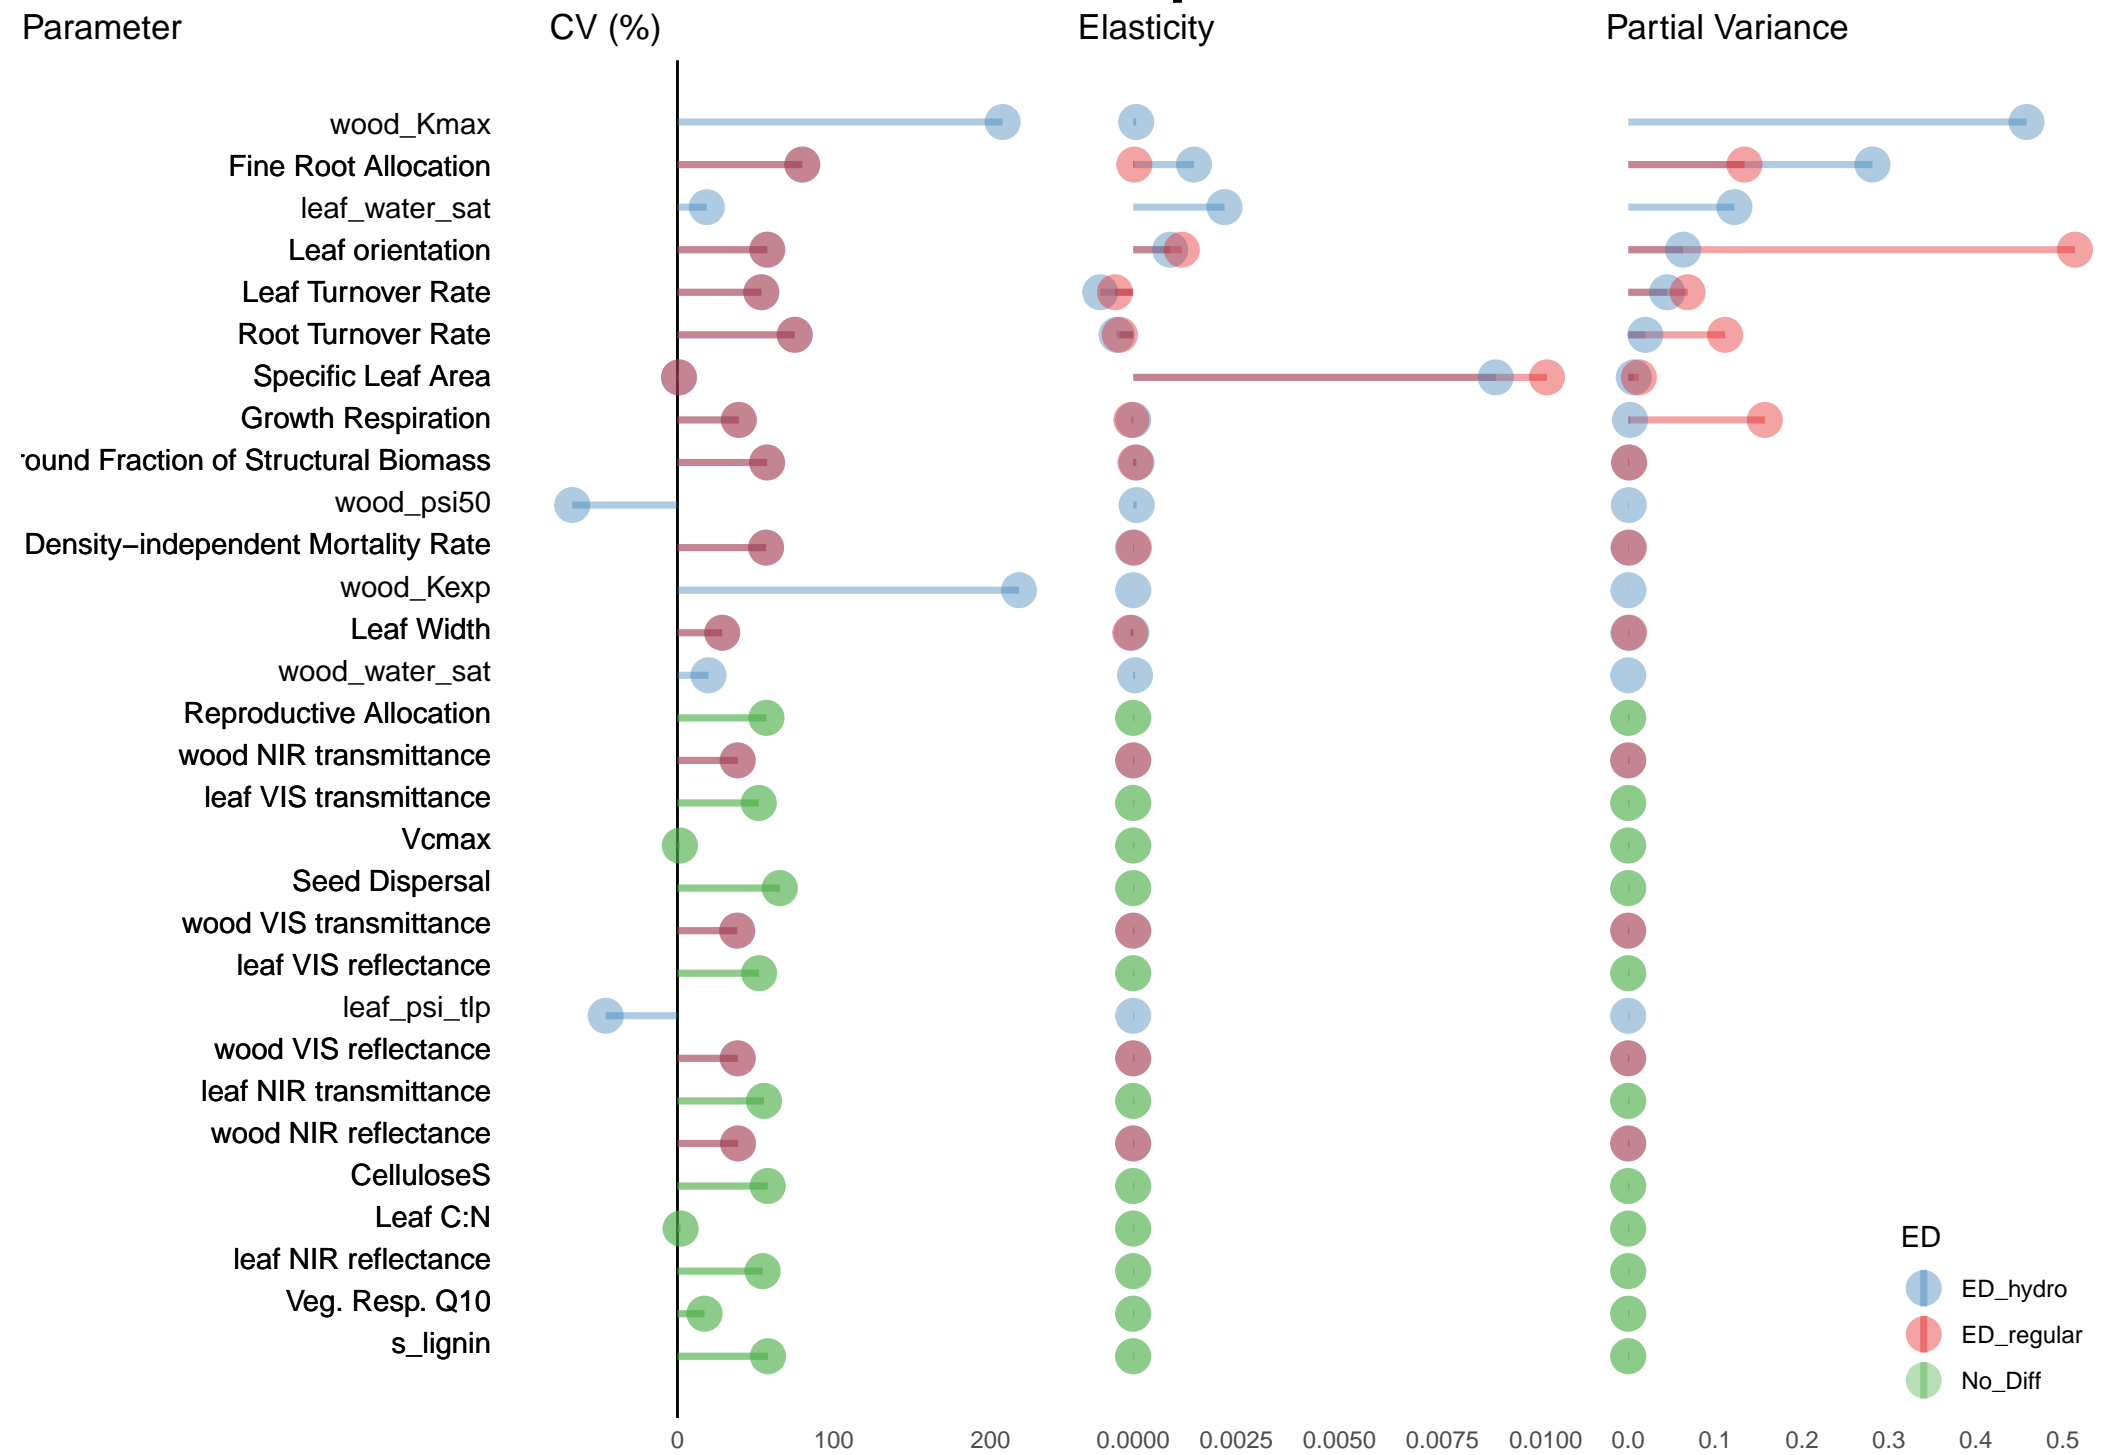 Parameter CV (%) Elasticity Partial Variance
wood_Kmax
Fine Root Allocation
leaf_water_sat
Leaf orientation
Leaf Turnover Rate
Root Turnover Rate
Specific Leaf Area
Growth Respiration
round Fraction of Structural Biomass
wood_psi50
Density−independent Mortality Rate
wood_Kexp
Leaf Width
wood_water_sat
Reproductive Allocation
wood NIR transmittance
leaf VIS transmittance
Vcmax
Seed Dispersal
wood VIS transmittance
leaf VIS reflectance
leaf_psi_tlp
wood VIS reflectance
leaf NIR transmittance
wood NIR reflectance
CelluloseS
Leaf C:N
leaf NIR reflectance
Veg. Resp. Q10
s_lignin
ED
ED_hydro
ED_regular
No_Diff
0 100 200 0.0000 0.0025 0.0050 0.0075 0.0100 0.0 0.1 0.2 0.3 0.4 0.5